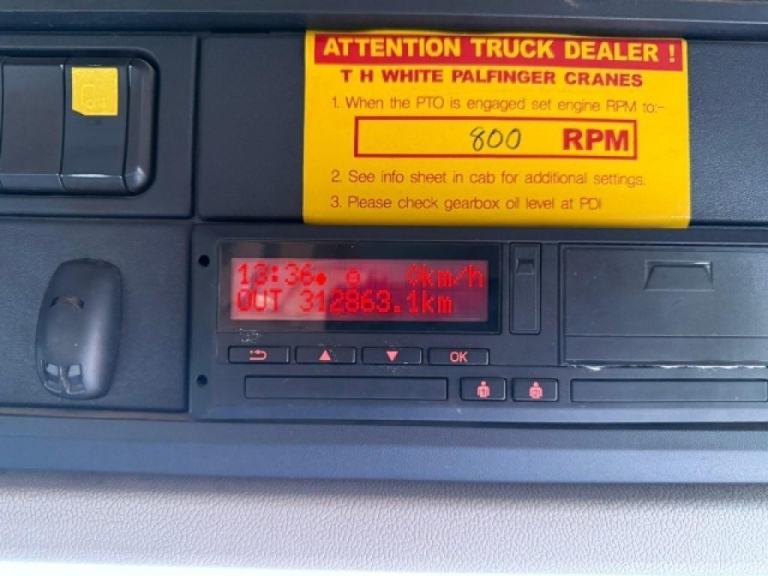 ATTENTION TRUCK DEALER !
T H WHITE PALFINGER CRANES
1. When the PTO is engaged set engine RPM to:-
800 RPM
2. See info sheet in cab for additional settings.
3. Please check gearbox oil level at PDI
13:36 0km/h
OUT 312863.1km
OK
1
2